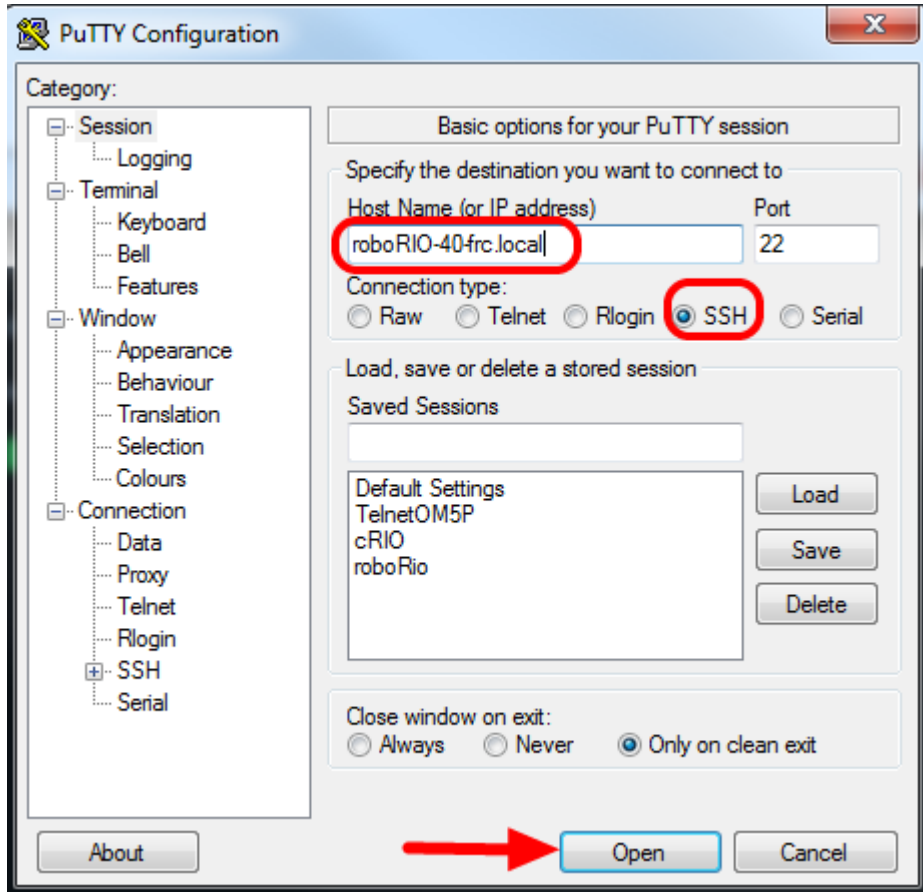 PuTTY Configuration
Category:
Session
Logging
Terminal
Keyboard
Bell
Features
Window
Appearance
Behaviour
Translation
Selection
Colours
Connection
Data
Proxy
Telnet
Rlogin
SSH
Serial
Basic options for your PuTTY session
Specify the destination you want to connect to
Host Name (or IP address) Port
roboRIO-40-frc.local 22
Connection type:
Raw Telnet Rlogin SSH Serial
Load, save or delete a stored session
Saved Sessions
Default Settings
TelnetOM5P
cRIO
roboRio
Load
Save
Delete
Close window on exit:
Always Never Only on clean exit
About Open Cancel